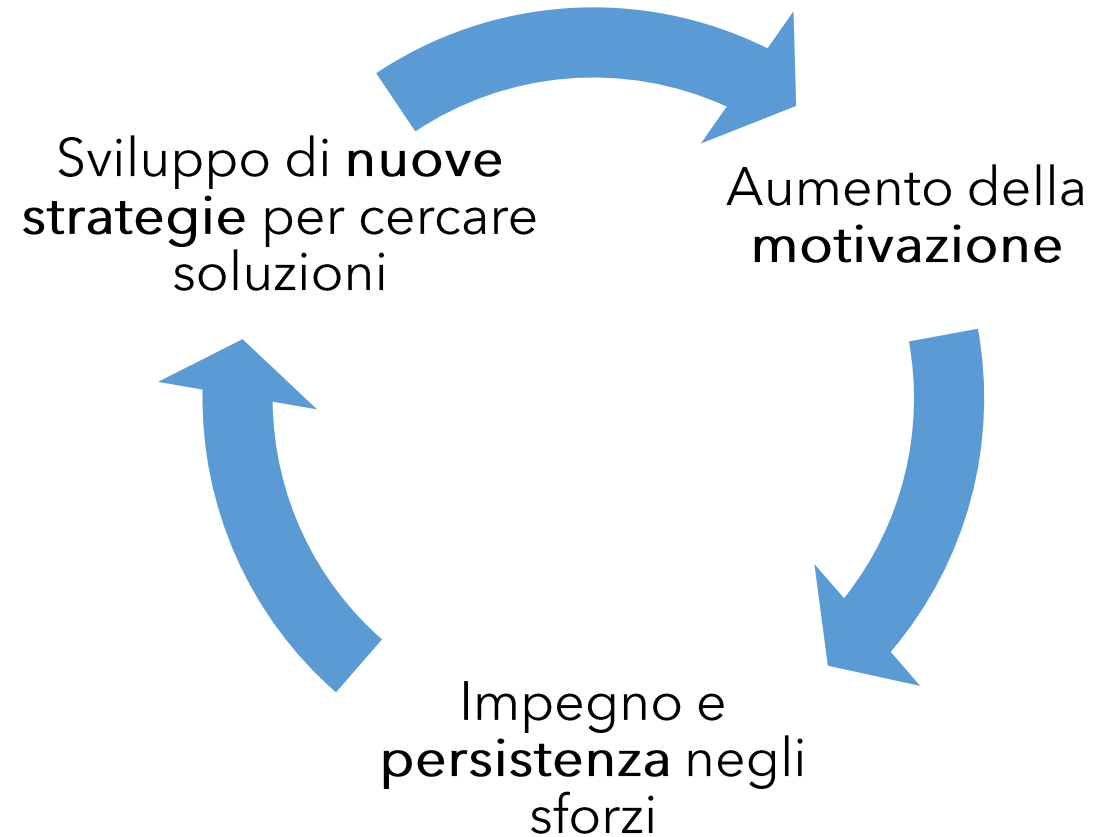 Sviluppo di nuove
strategie per cercare
soluzioni
Aumento della
motivazione
Impegno e
persistenza negli
sforzi